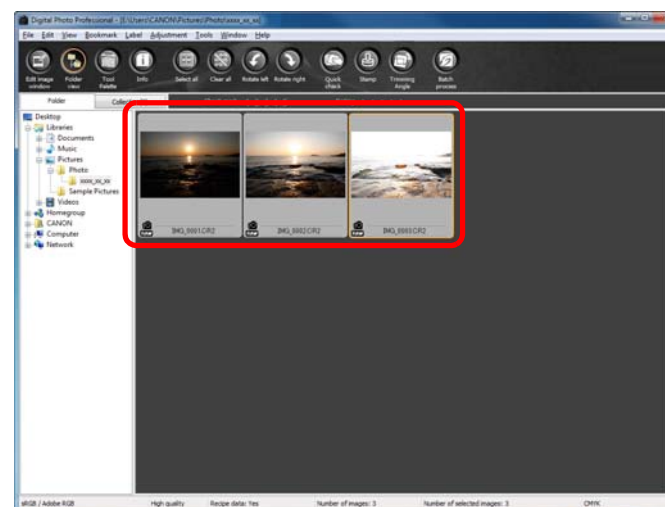 Digital Photo Professional - [E:\Users\CANON\Pictures\Photo\xxxx_xx_xx]
File Edit View Bookmark Label Adjustment Tools Window Help
Edit image window Folder view Tool Palette Info Select all Clear all Rotate left Rotate right Quick check Stamp Trimming Angle Batch process
Folder
Desktop
Libraries
Documents
Music
Pictures
Photo
xxxx_xx_xx
Sample Pictures
Videos
Homegroup
CANON
Computer
Network
RAW IMG_0001.CR2 RAW IMG_0002.CR2 RAW IMG_0003.CR2
sRGB / Adobe RGB High quality Recipe data: Yes Number of images: 3 Number of selected images: 3 CMYK